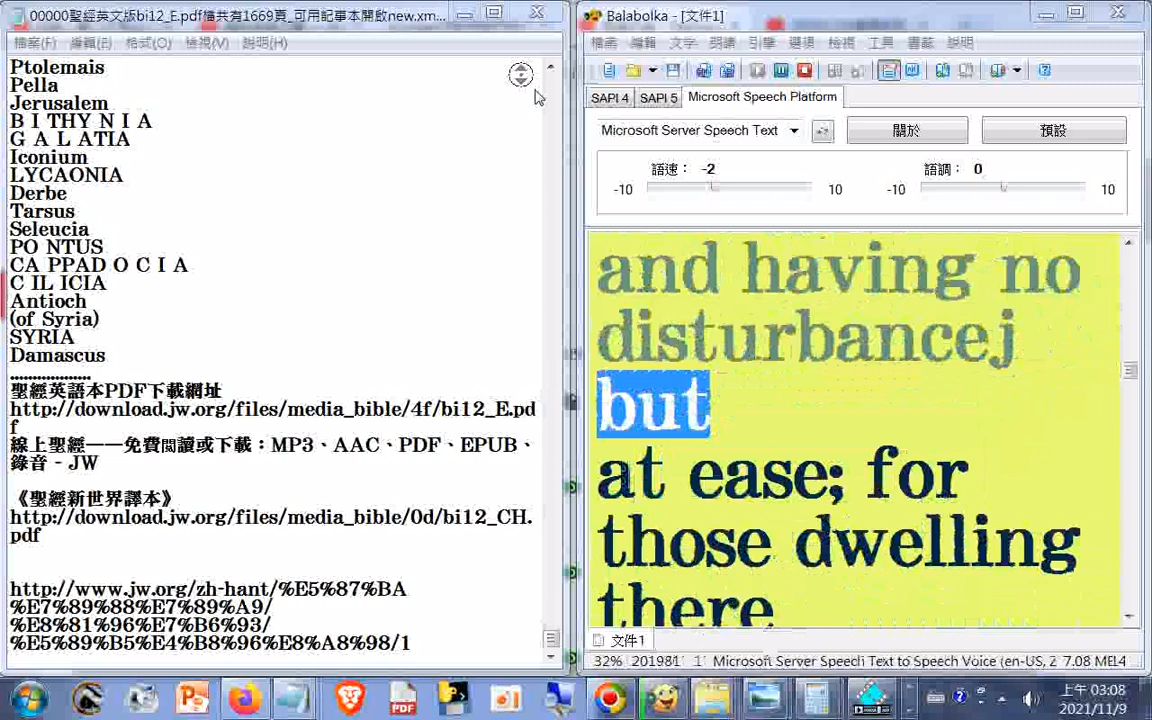 00000聖經英文版bi12_E.pdf檔共有1669頁_可用記事本開啟new.xm...
檔案(F) 編輯(E) 格式(O) 檢視(V) 說明(H)
Ptolemais
Pella
Jerusalem
B I THY N I A
G A L A T I A
Iconium
LYCAONIA
Derbe
Tarsus
Seleucia
PO NTUS
CA PPAD O C I A
C IL ICIA
Antioch
(of Syria)
SYRIA
Damascus
..................
聖經英語本PDF下載網址
http://download.jw.org/files/media_bible/4f/bi12_E.pd
f
線上聖經——免費閱讀或下載：MP3、AAC、PDF、EPUB、
錄音 - JW
《聖經新世界譯本》
http://download.jw.org/files/media_bible/0d/bi12_CH.
pdf
http://www.jw.org/zh-hant/%E5%87%BA
%E7%89%88%E7%89%A9/
%E8%81%96%E7%B6%93/
%E5%89%B5%E4%B8%96%E8%A8%98/1
Balabolka - [文件1]
檔案 編輯 文字 朗讀 引擎 選項 檢視 工具 書籤 說明
SAPI 4 SAPI 5 Microsoft Speech Platform
Microsoft Server Speech Text 關於 預設
語速： -2 語調： 0
-10 10 -10 10
and having no
disturbancej
but
at ease; for
those dwelling
there
文件1
32% Microsoft Server Speech Text to Speech Voice (en-US, 7.08 MB
上午 03:08
2021/11/9